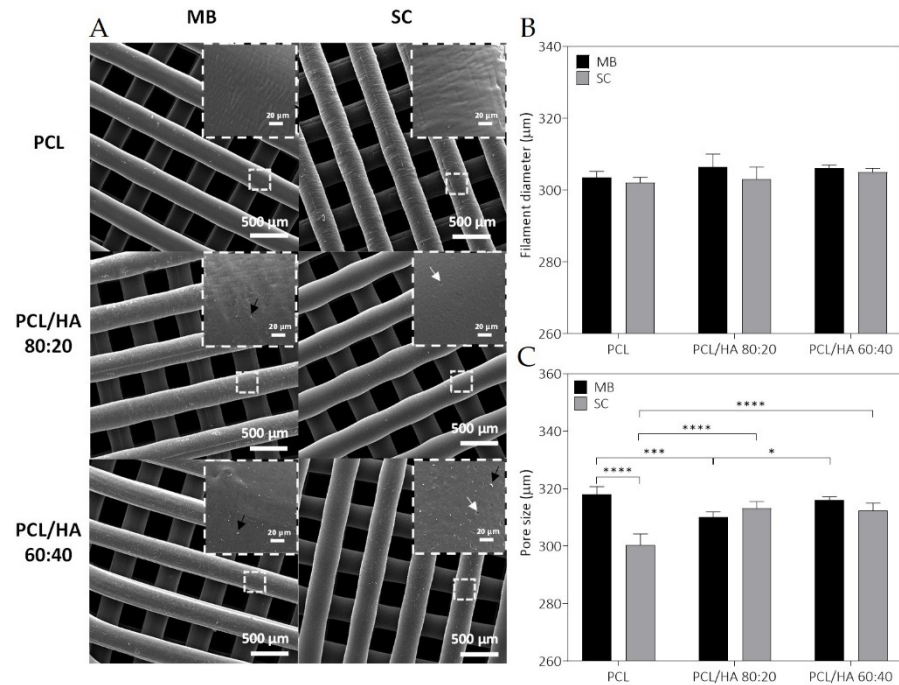 A
MB
SC
PCL
20 µm
20 µm
500 µm
500 µm
PCL/HA
80:20
20 µm
20 µm
500 µm
500 µm
PCL/HA
60:40
20 µm
20 µm
500 µm
500 µm
B
MB
SC
Filament diameter (µm)
340
320
300
280
260
PCL
PCL/HA 80:20
PCL/HA 60:40
C
MB
SC
Pore size (µm)
360
340
320
300
280
260
****
****
***
*
****
PCL
PCL/HA 80:20
PCL/HA 60:40